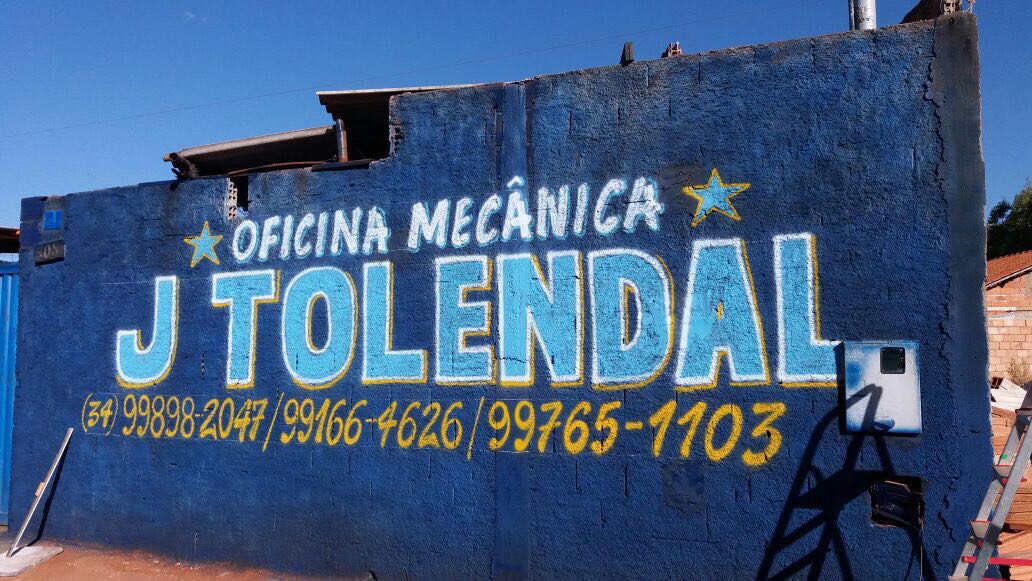 OFICINA MECÂNICA
J TOLENDAL
(34) 99898-2047/99166-4626/99765-1103